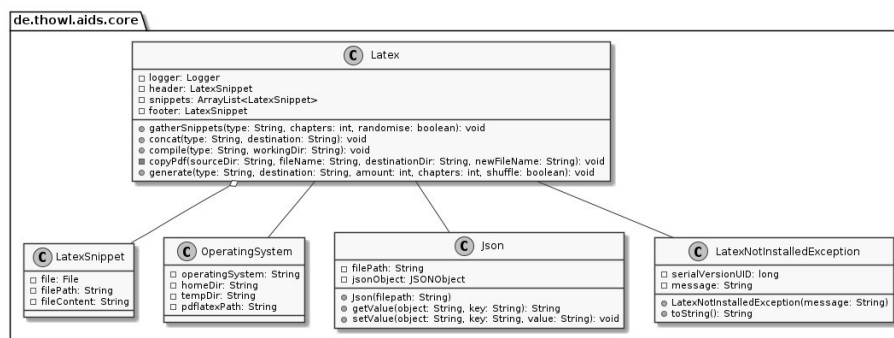 de.thowl.aids.core
C Latex
logger: Logger
header: LatexSnippet
snippets: ArrayList<LatexSnippet>
footer: LatexSnippet
gatherSnippets(type: String, chapters: int, randomise: boolean): void
concat(type: String, destination: String): void
compile(type: String, workingDir: String): void
copyPdf(sourceDir: String, fileName: String, destinationDir: String, newFileName: String): void
generate(type: String, destination: String, amount: int, chapters: int, shuffle: boolean): void
C LatexSnippet
file: File
filePath: String
fileContent: String
C OperatingSystem
operatingSystem: String
homeDir: String
tempDir: String
pdflatexPath: String
C Json
filePath: String
jsonObject: JSONObject
Json(filepath: String)
getValue(object: String, key: String): String
setValue(object: String, key: String, value: String): void
C LatexNotInstalledException
serialVersionUID: long
message: String
LatexNotInstalledException(message: String)
toString(): String